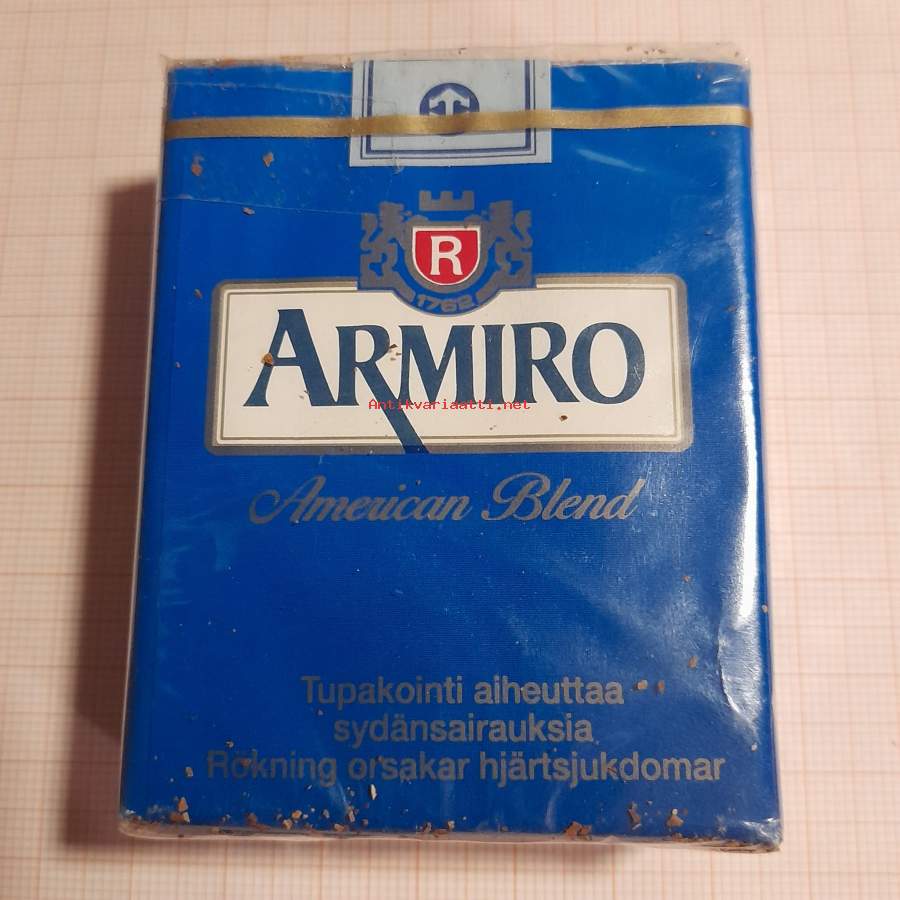 R
1762
ARMIRO
Antikvariaatti.net
American Blend
Tupakointi aiheuttaa
sydänsairauksia
Rökning orsakar hjärtsjukdomar